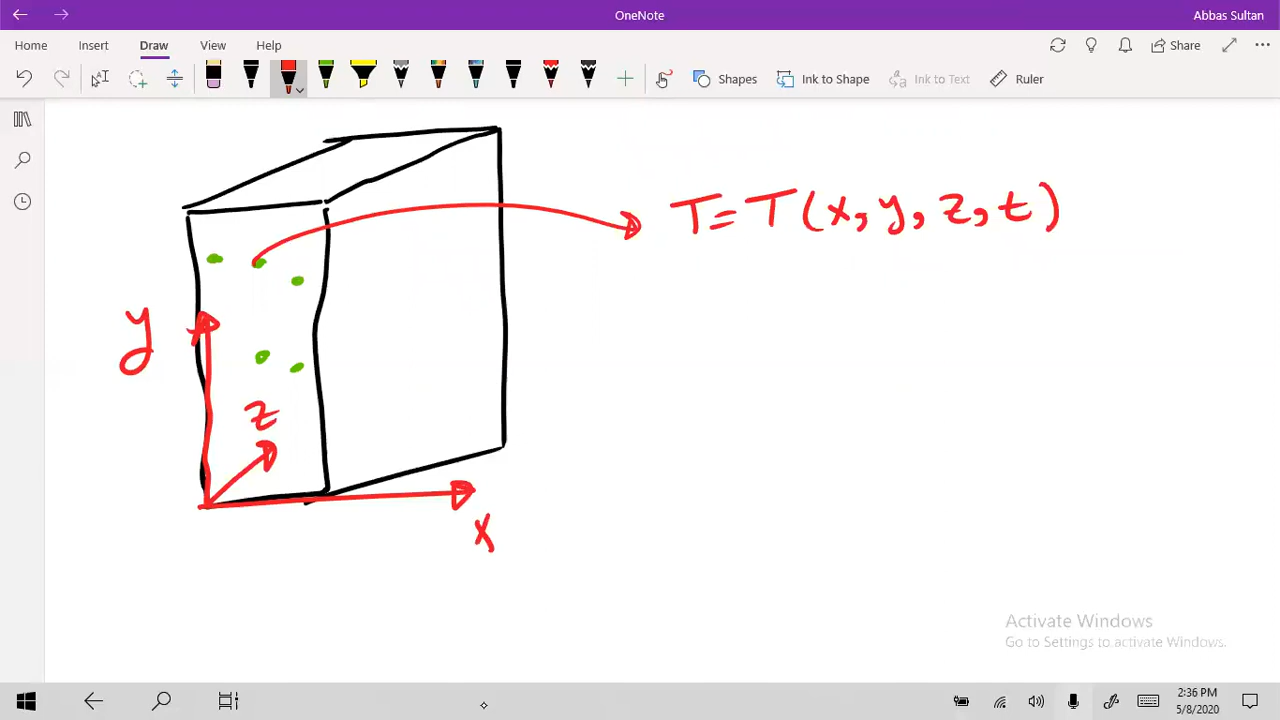 OneNote
Abbas Sultan
Home Insert Draw View Help
Share
Shapes
Ink to Shape
Ink to Text
Ruler
T=T(x,y,z,t)
y
z
x
Activate Windows
Go to Settings to activate Windows.
2:36 PM
5/8/2020